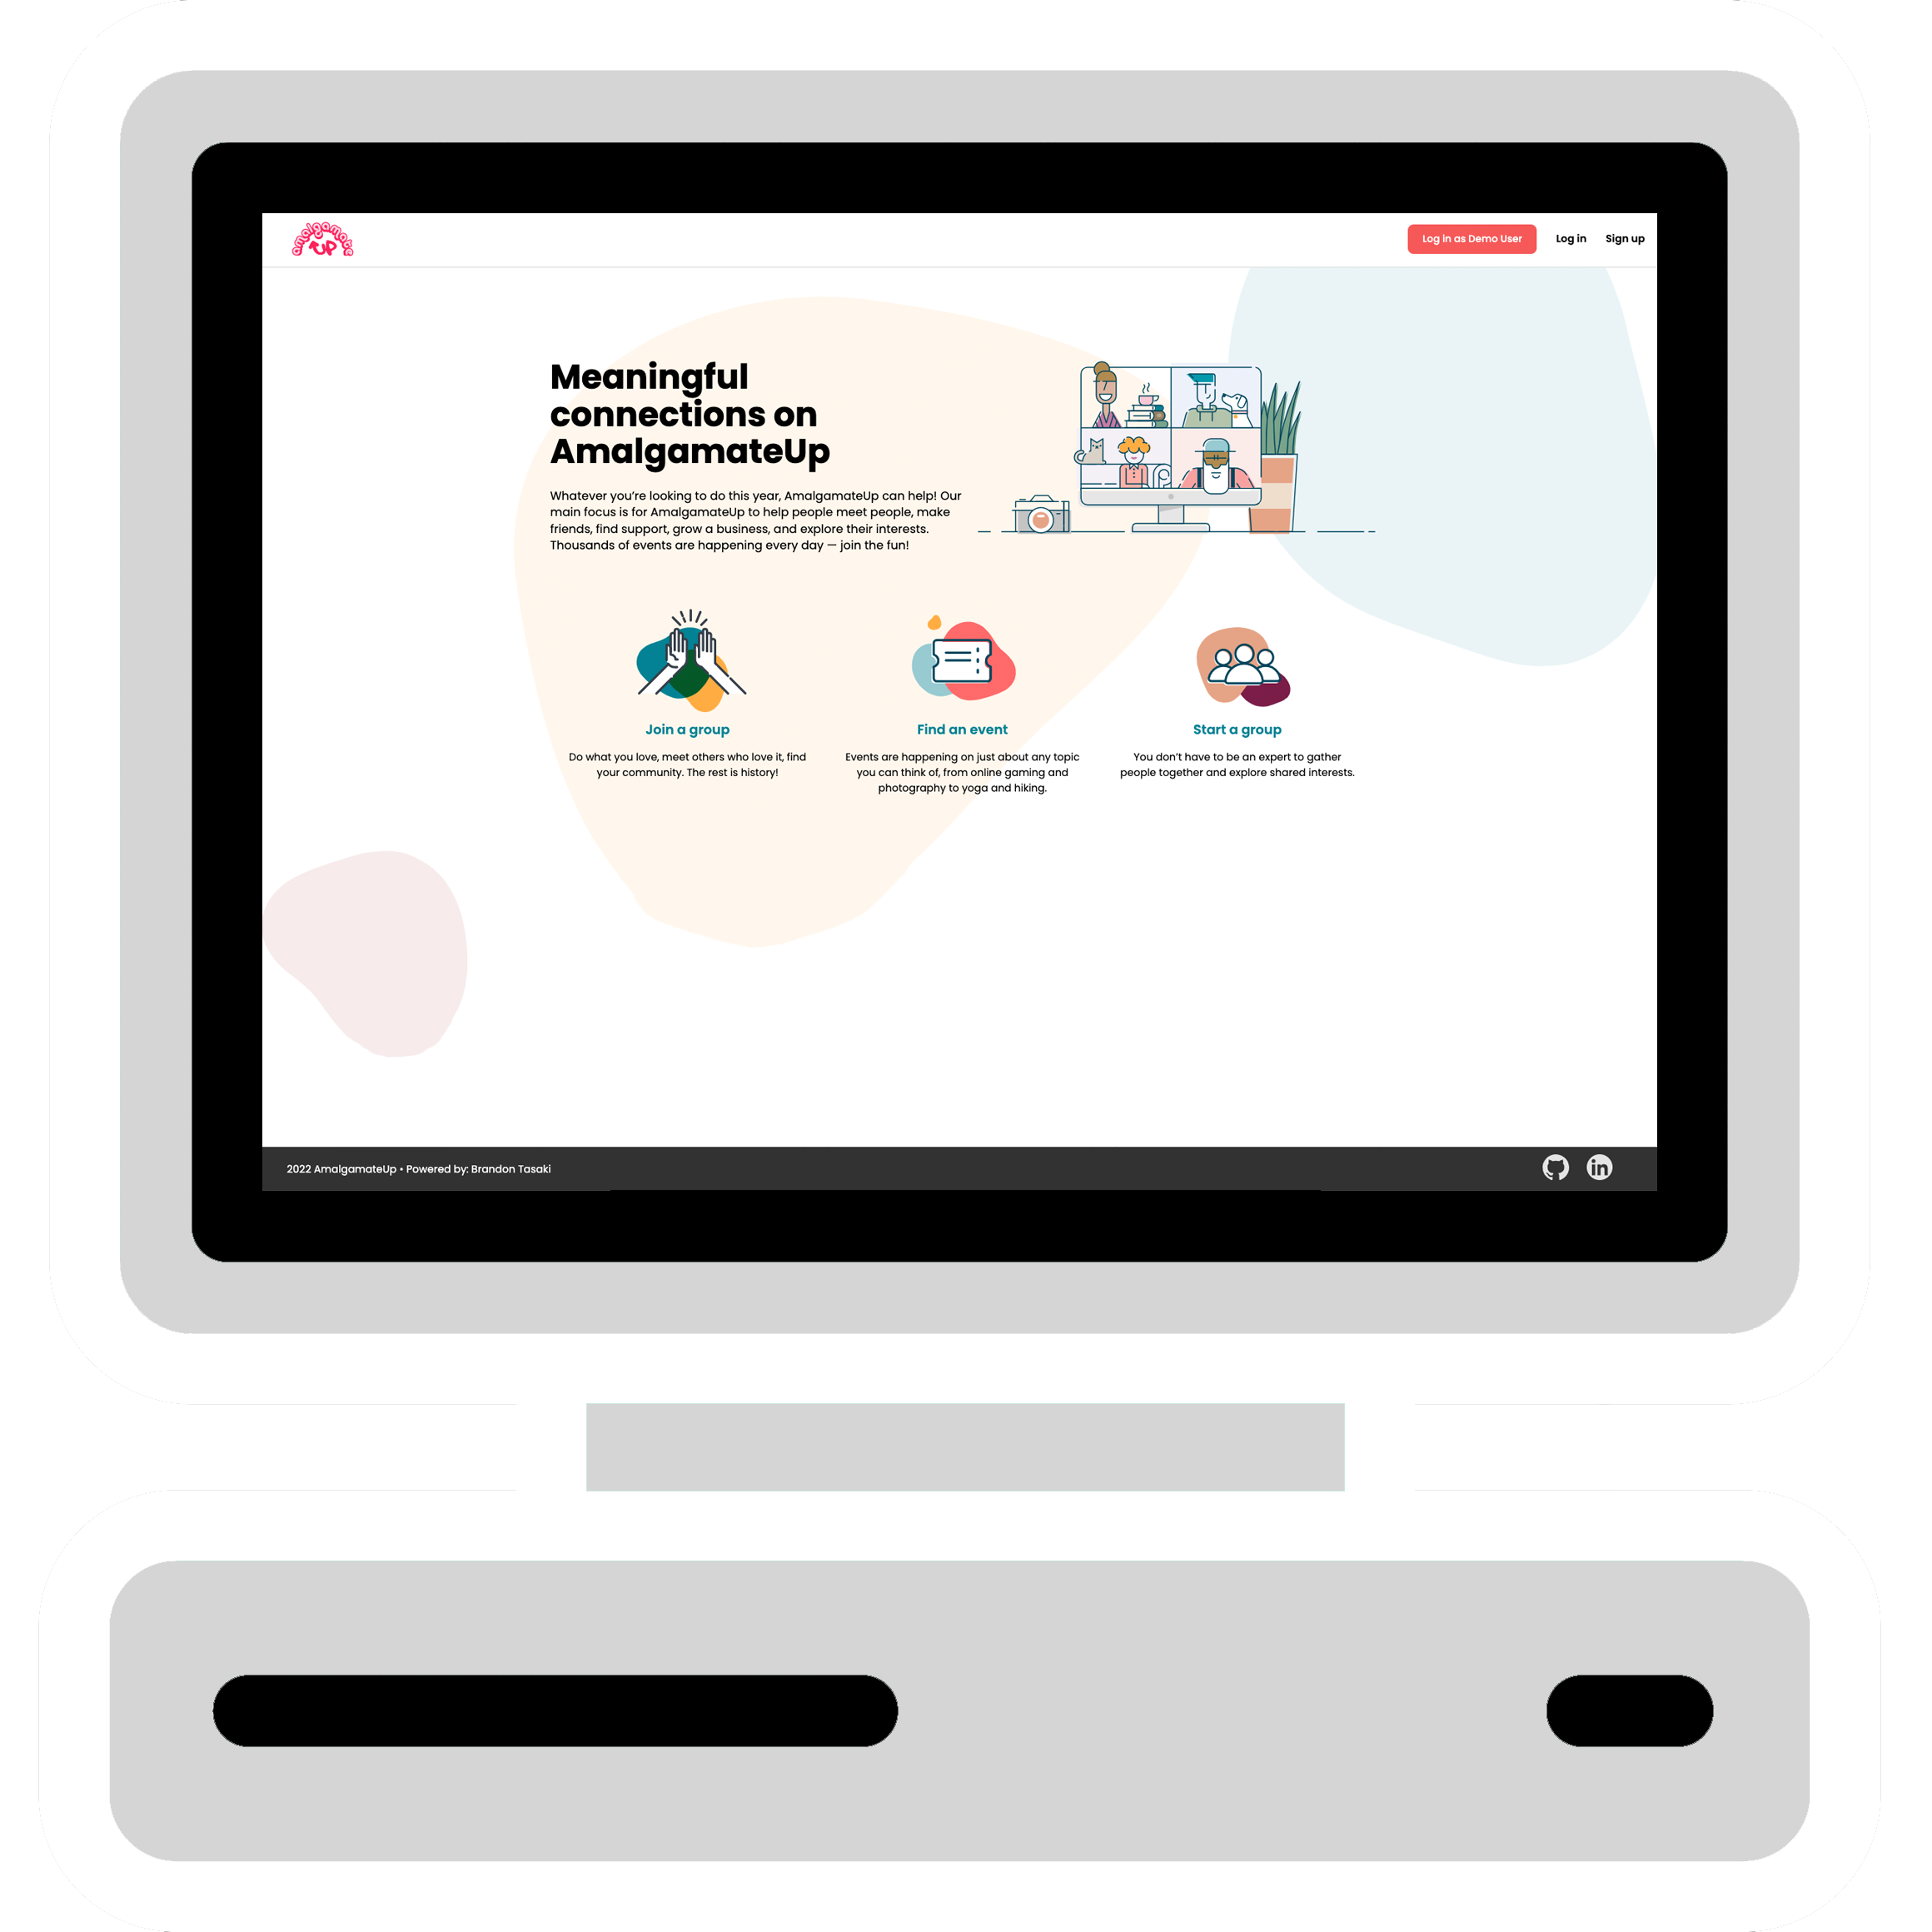 amalgamate
UP
Log in as Demo User
Log in
Sign up
Meaningful
connections on
AmalgamateUp
Whatever you’re looking to do this year, AmalgamateUp can help! Our
main focus is for AmalgamateUp to help people meet people, make
friends, find support, grow a business, and explore their interests.
Thousands of events are happening every day — join the fun!
Join a group
Do what you love, meet others who love it, find
your community. The rest is history!
Find an event
Events are happening on just about any topic
you can think of, from online gaming and
photography to yoga and hiking.
Start a group
You don’t have to be an expert to gather
people together and explore shared interests.
2022 AmalgamateUp • Powered by: Brandon Tasaki
in